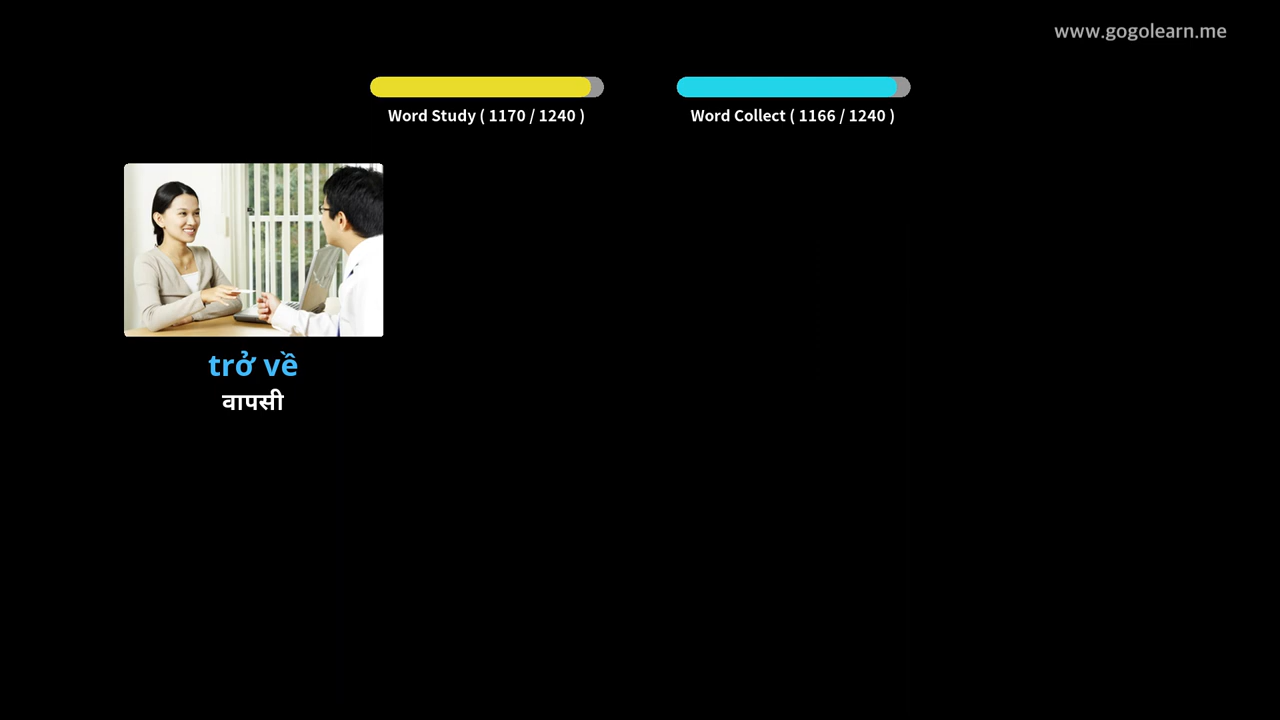 www.gogolearn.me
Word Study ( 1170 / 1240 )
Word Collect ( 1166 / 1240 )
trở về
वापसी